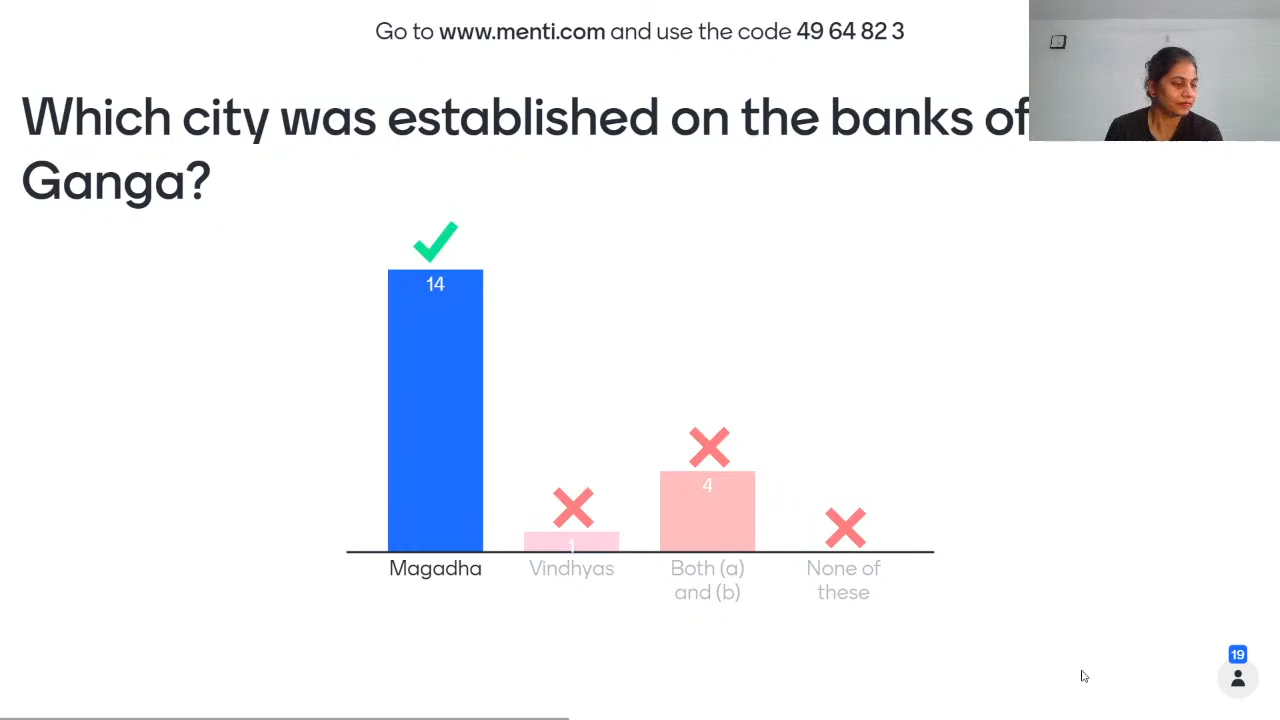 Go to www.menti.com and use the code 49 64 82 3
Which city was established on the banks of
Ganga?
14
1
4
Magadha
Vindhyas
Both (a)
and (b)
None of
these
19